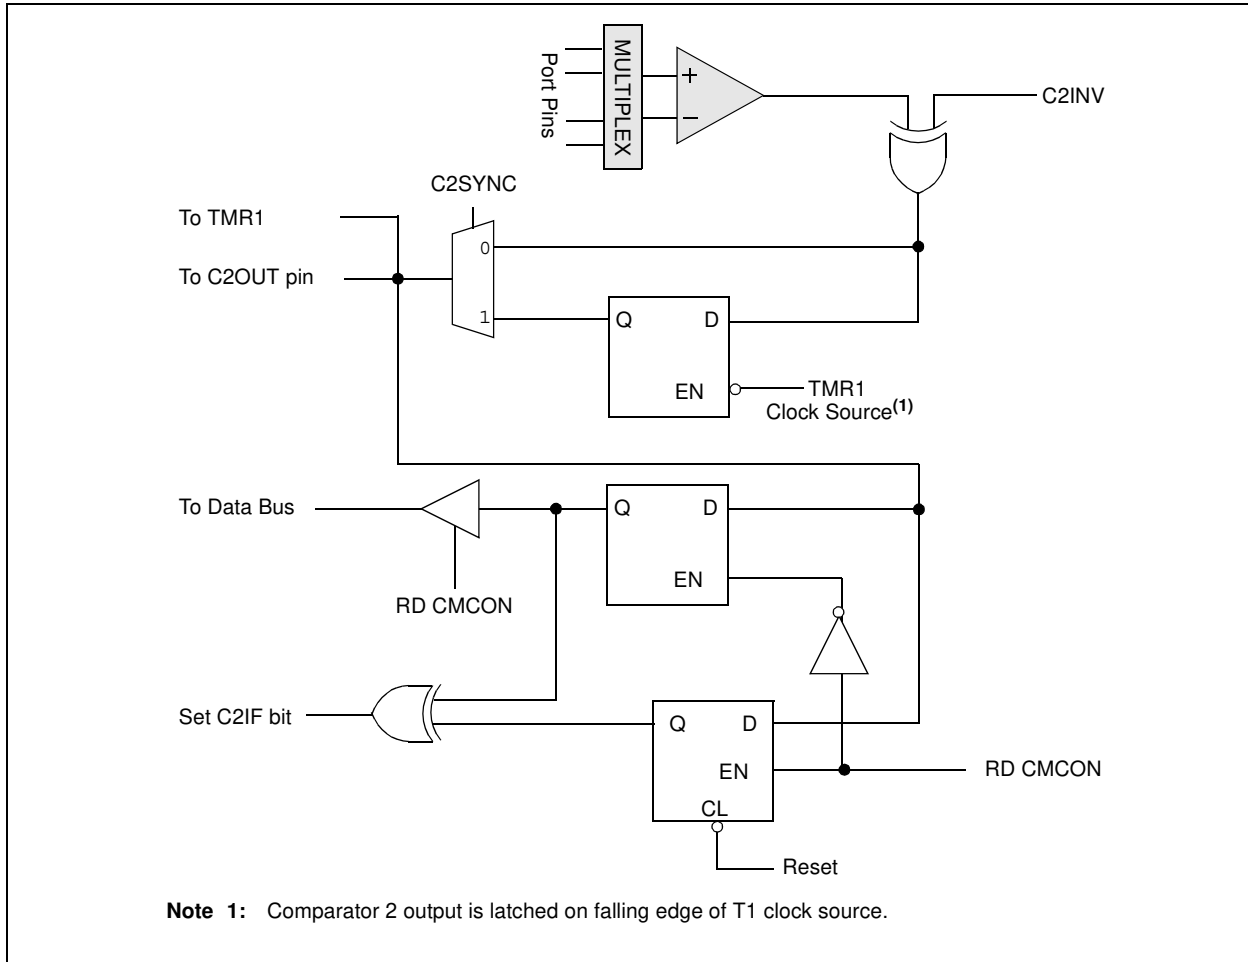 MULTIPLEX
Port Pins
+
−
C2INV
C2SYNC
To TMR1
0
To C2OUT pin
1
Q D
EN
TMR1
Clock Source(1)
To Data Bus
Q D
EN
RD CMCON
Set C2IF bit
Q D
EN
RD CMCON
CL
Reset
Note 1: Comparator 2 output is latched on falling edge of T1 clock source.